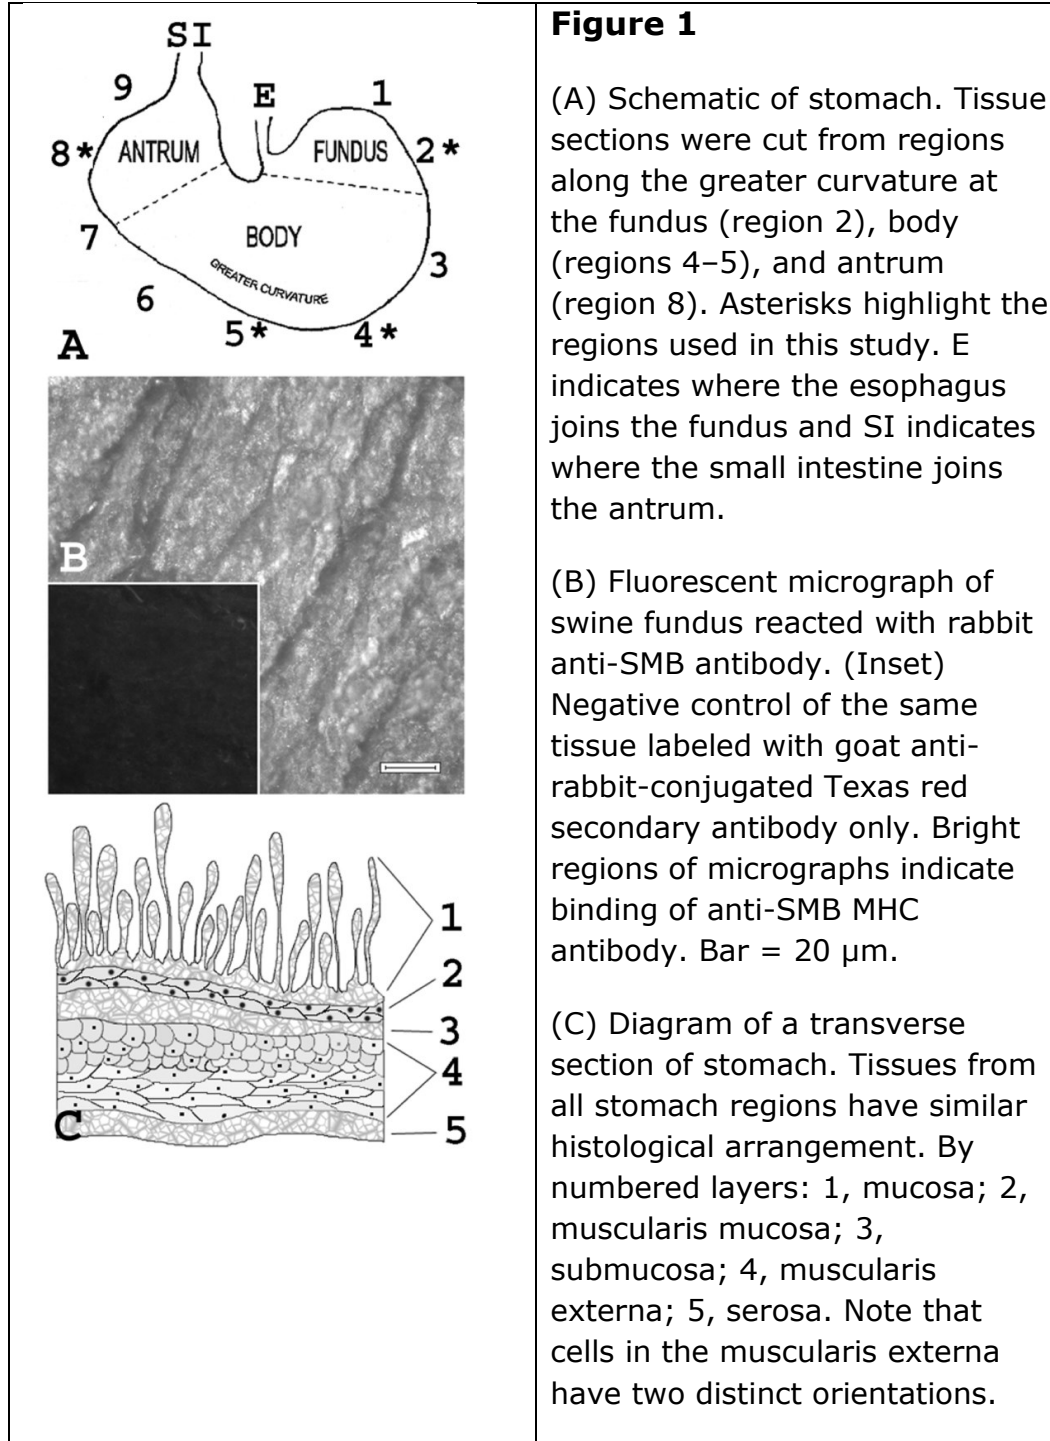 SI
9
E
1
8*
ANTRUM
FUNDUS
2*
7
BODY
3
GREATER CURVATURE
6
5*
4*
A
B
1
2
3
4
C
5
Figure 1
(A) Schematic of stomach. Tissue
sections were cut from regions
along the greater curvature at
the fundus (region 2), body
(regions 4–5), and antrum
(region 8). Asterisks highlight the
regions used in this study. E
indicates where the esophagus
joins the fundus and SI indicates
where the small intestine joins
the antrum.
(B) Fluorescent micrograph of
swine fundus reacted with rabbit
anti-SMB antibody. (Inset)
Negative control of the same
tissue labeled with goat anti-
rabbit-conjugated Texas red
secondary antibody only. Bright
regions of micrographs indicate
binding of anti-SMB MHC
antibody. Bar = 20 µm.
(C) Diagram of a transverse
section of stomach. Tissues from
all stomach regions have similar
histological arrangement. By
numbered layers: 1, mucosa; 2,
muscularis mucosa; 3,
submucosa; 4, muscularis
externa; 5, serosa. Note that
cells in the muscularis externa
have two distinct orientations.